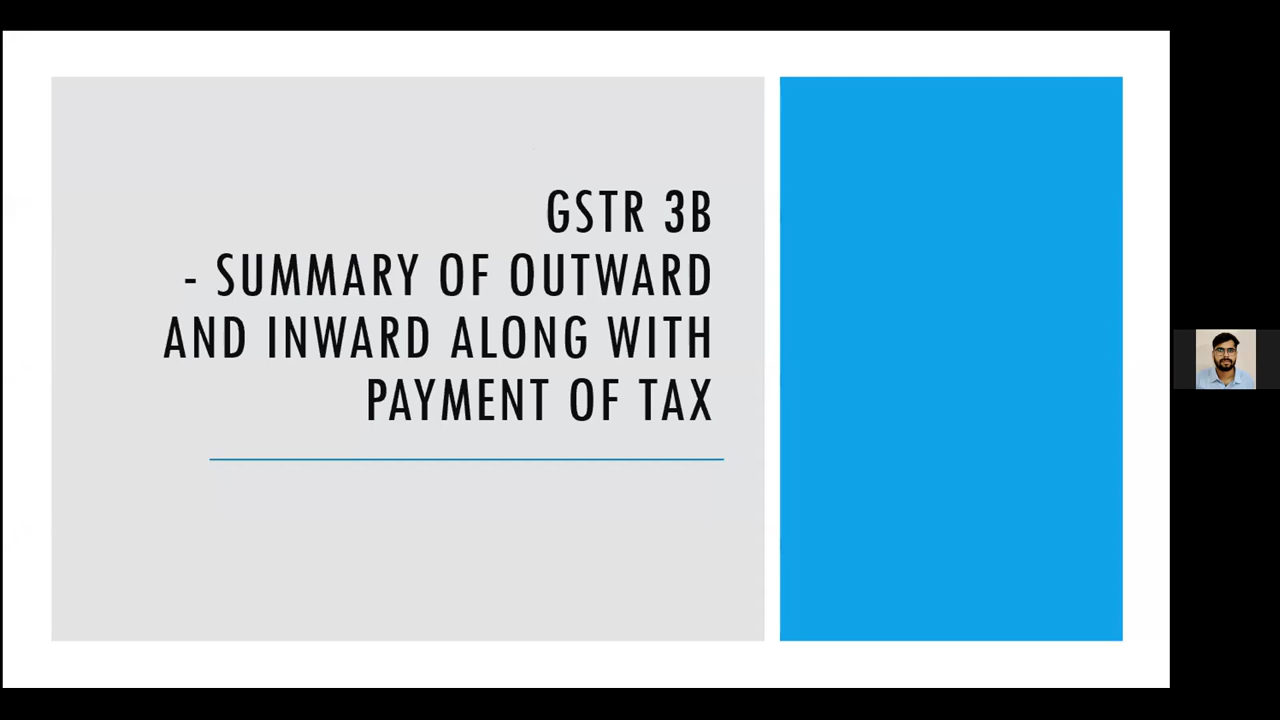 GSTR 3B
- SUMMARY OF OUTWARD
AND INWARD ALONG WITH
PAYMENT OF TAX